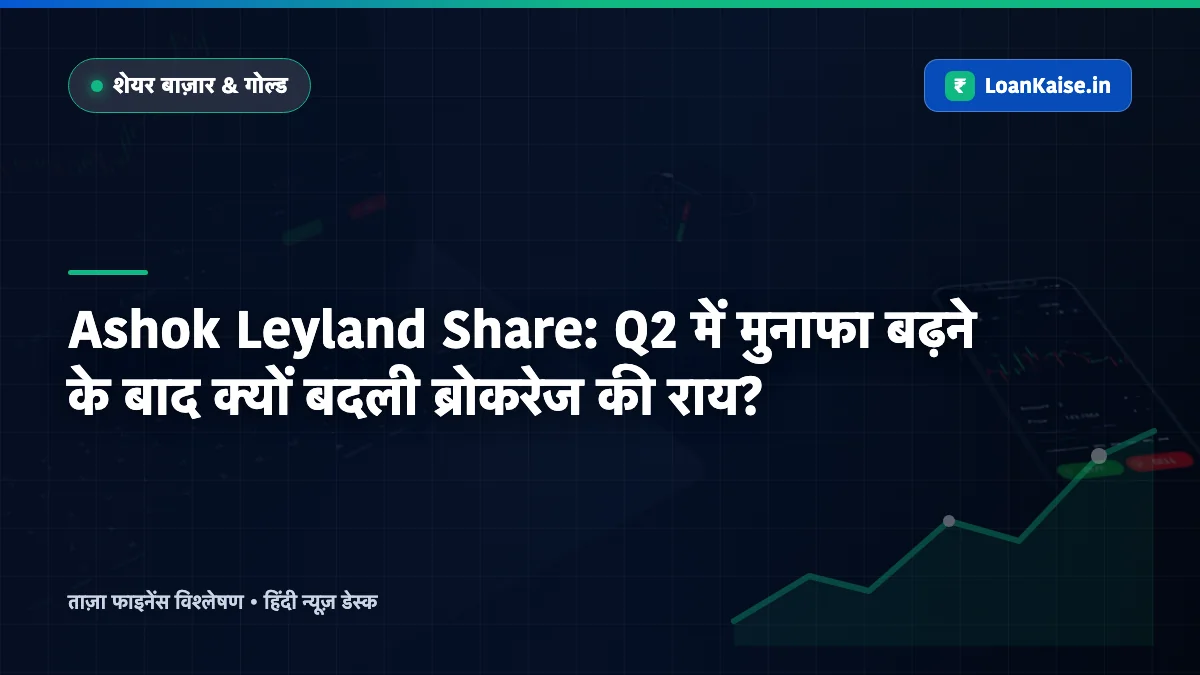 शेयर बाज़ार & गोल्ड
₹ LoanKaise.in
Ashok Leyland Share: Q2 में मुनाफा बढ़ने
के बाद क्यों बदली ब्रोकरेज की राय?
ताज़ा फाइनेंस विश्लेषण • हिंदी न्यूज़ डेस्क